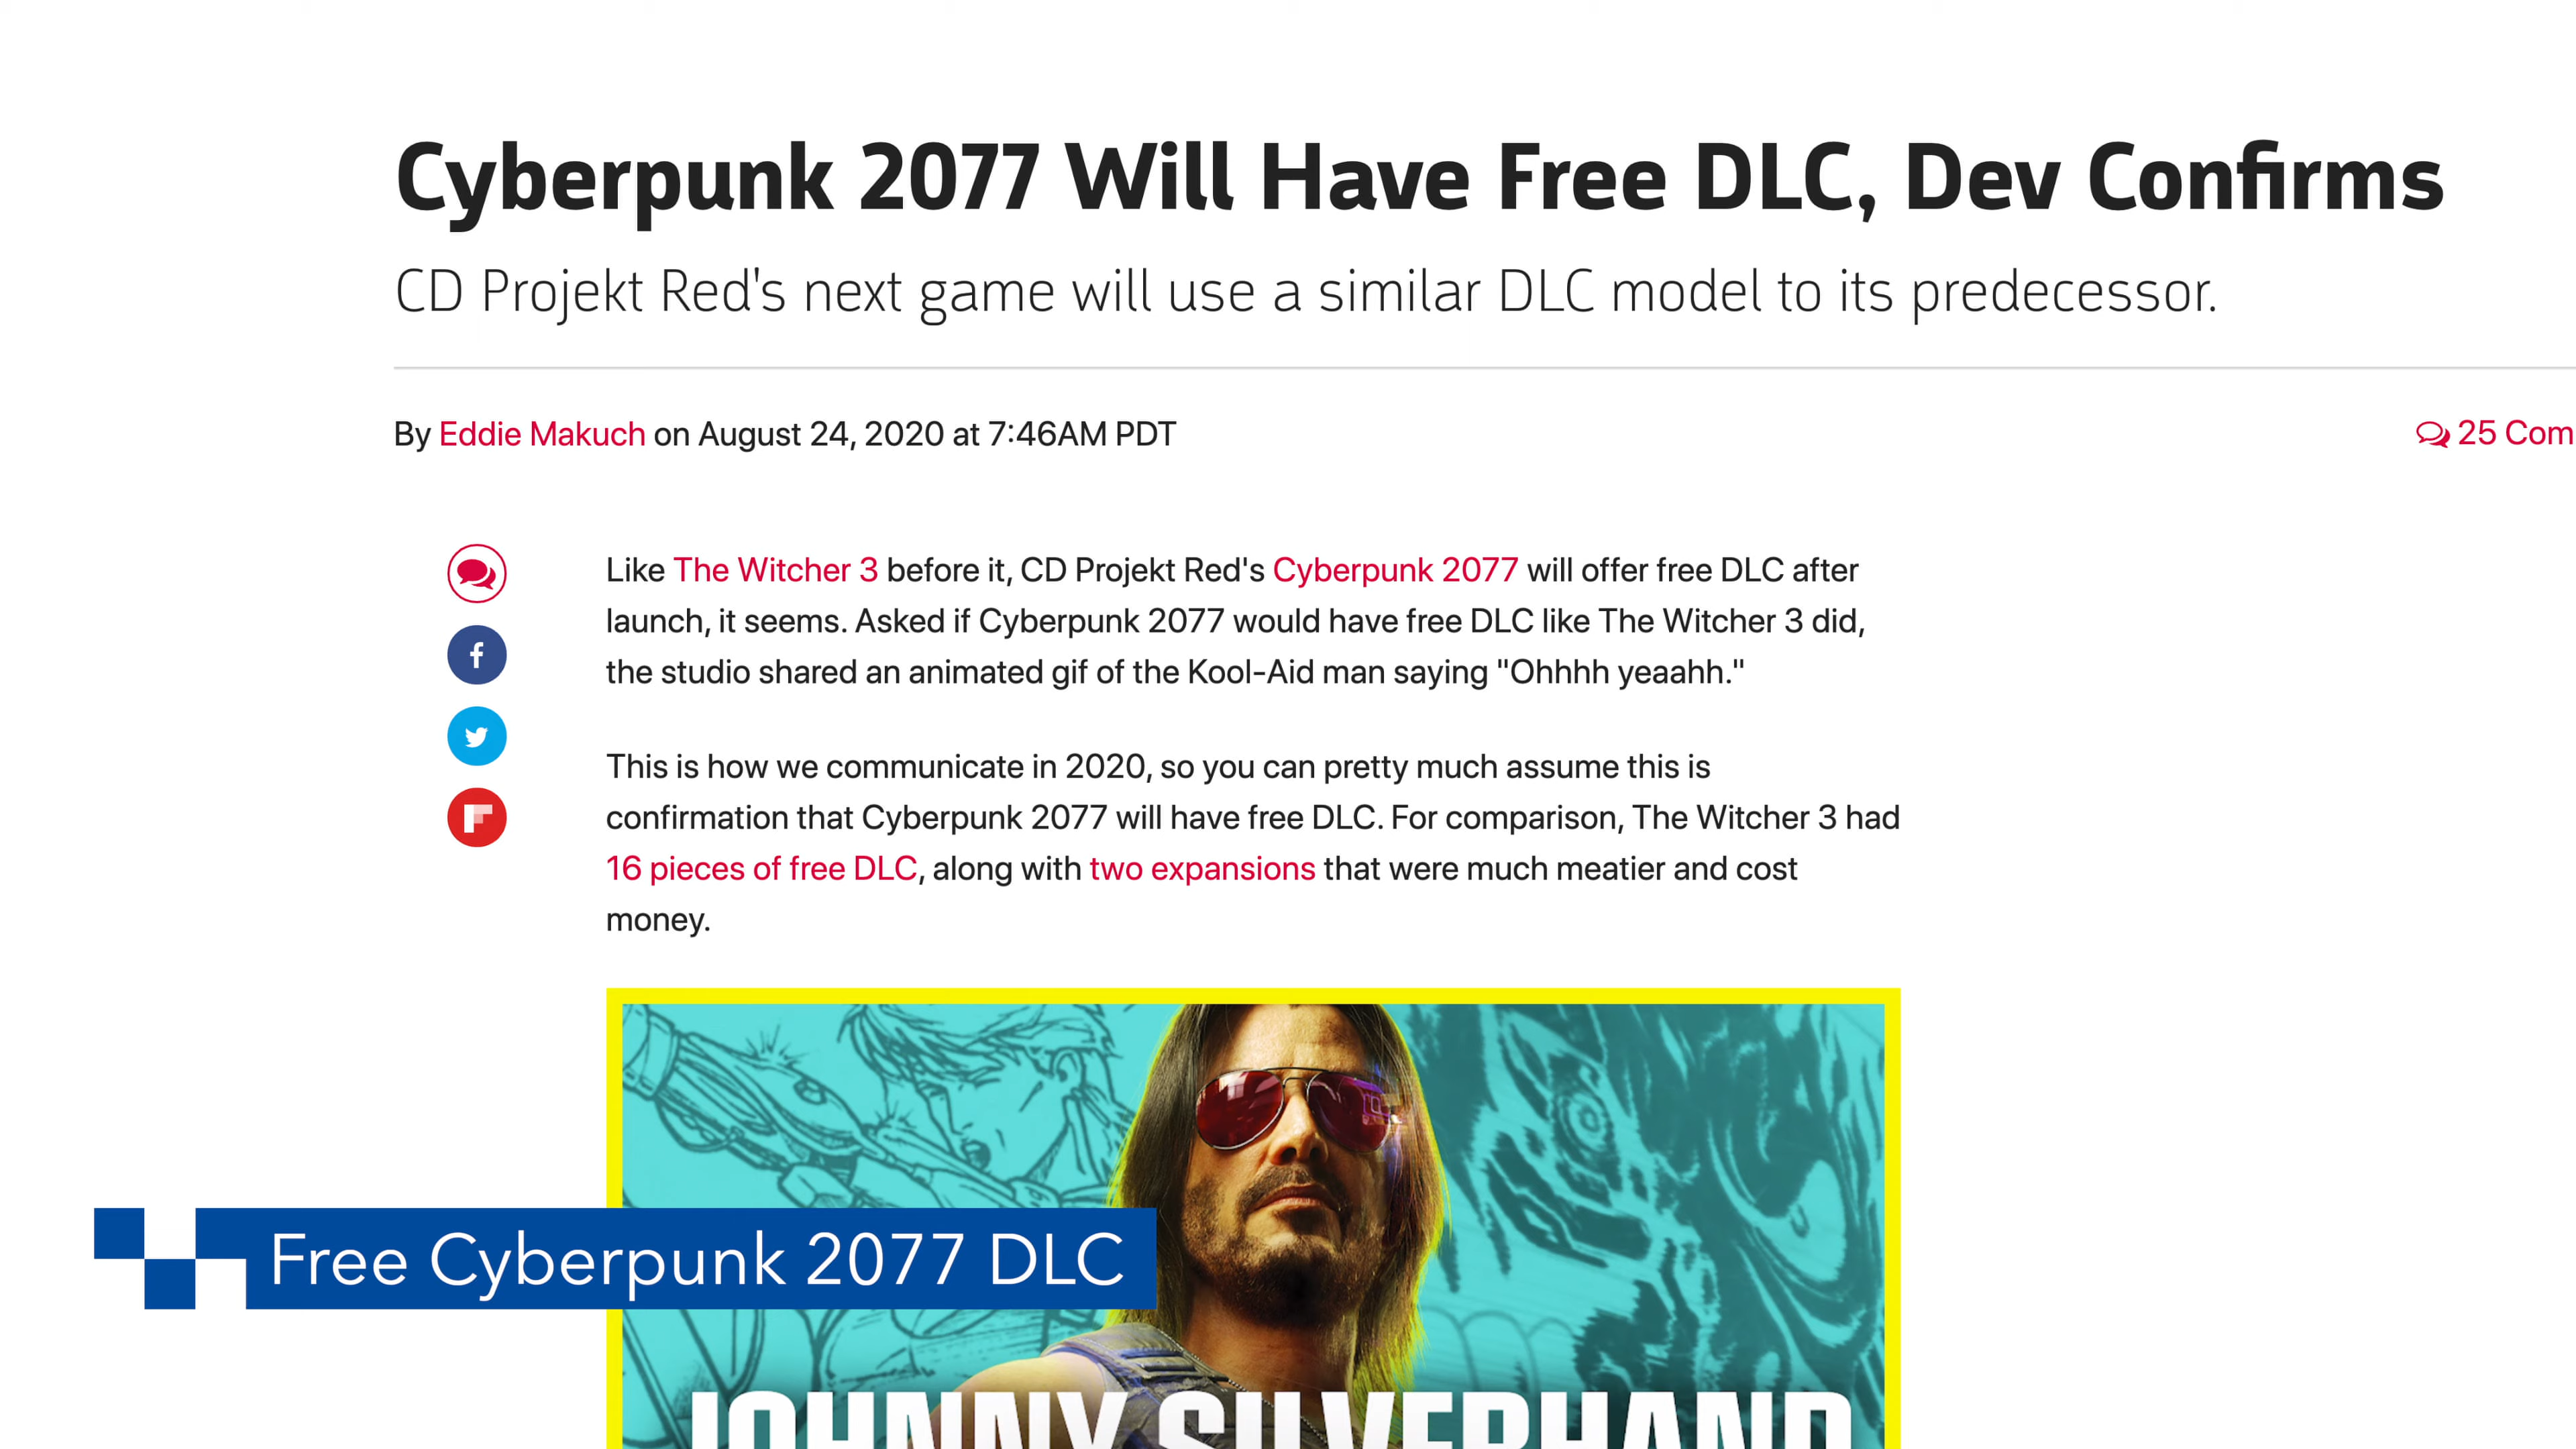 Cyberpunk 2077 Will Have Free DLC, Dev Confirms
CD Projekt Red's next game will use a similar DLC model to its predecessor.
By Eddie Makuch on August 24, 2020 at 7:46AM PDT
25 Com
Like The Witcher 3 before it, CD Projekt Red's Cyberpunk 2077 will offer free DLC after
launch, it seems. Asked if Cyberpunk 2077 would have free DLC like The Witcher 3 did,
the studio shared an animated gif of the Kool-Aid man saying "Ohhhh yeaahh."
This is how we communicate in 2020, so you can pretty much assume this is
confirmation that Cyberpunk 2077 will have free DLC. For comparison, The Witcher 3 had
16 pieces of free DLC, along with two expansions that were much meatier and cost
money.
Free Cyberpunk 2077 DLC
JOHNNY SILVERHAND